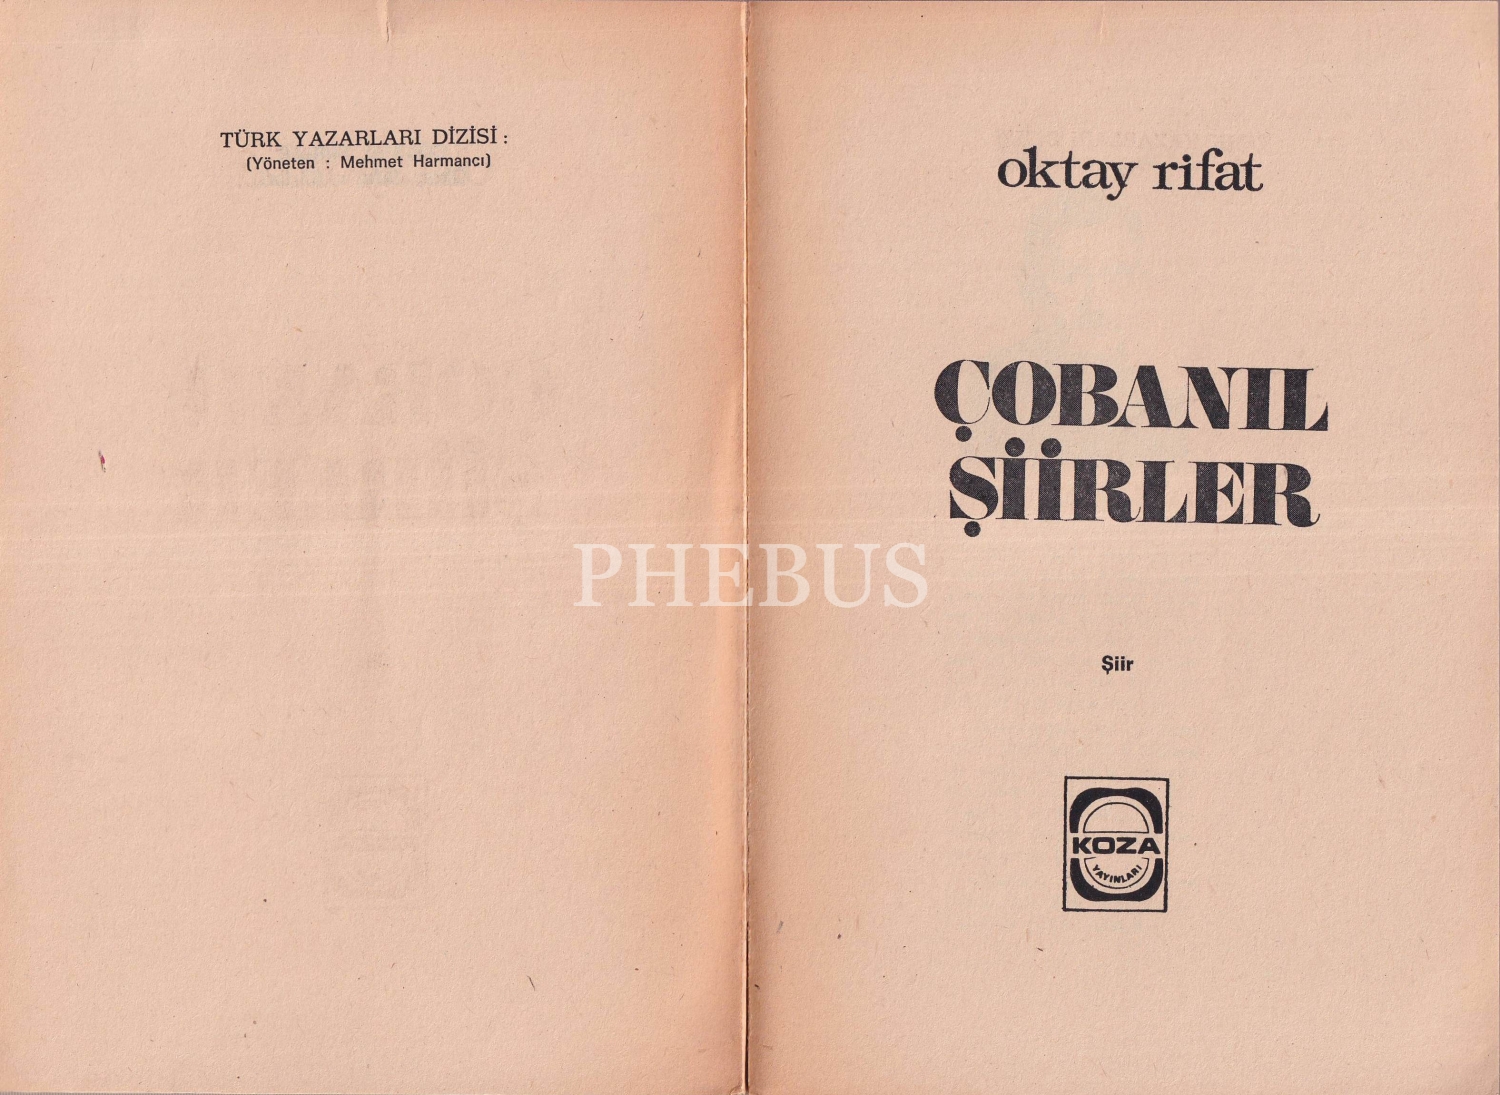 TÜRK YAZARLARI DİZİSİ :
(Yöneten : Mehmet Harmancı)
oktay rifat
ÇOBANIL
ŞİİRLER
PHEBUS
Şiir
KOZA
YAYINLARI